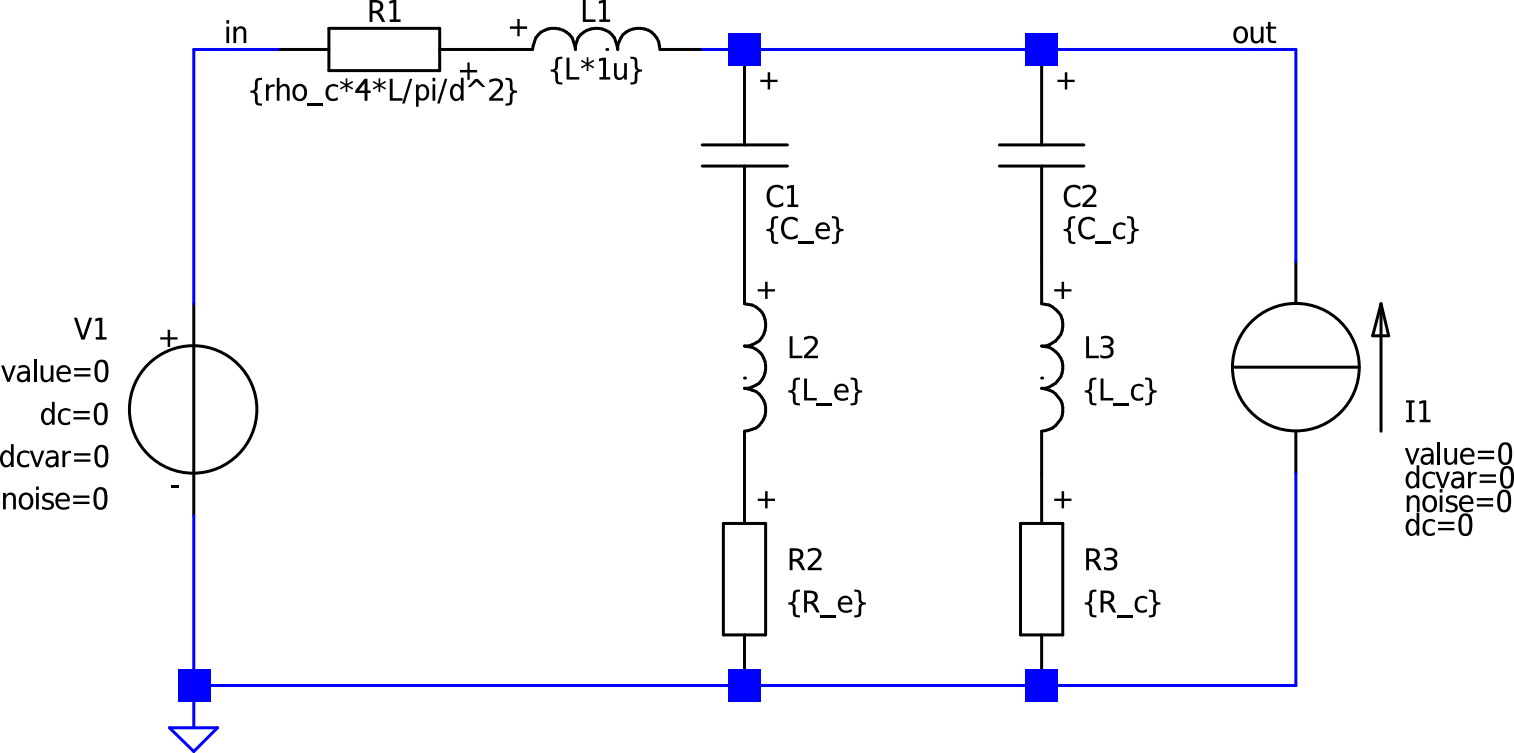 R1
L1
in
+
out
{rho_c*4*L/pi/d^2}
+
{L*1u}
+
+
C1
{C_e}
C2
{C_c}
+
+
V1
+
value=0
dc=0
dcvar=0
noise=0
-
L2
{L_e}
L3
{L_c}
I1
value=0
dcvar=0
noise=0
dc=0
+
+
R2
{R_e}
R3
{R_c}